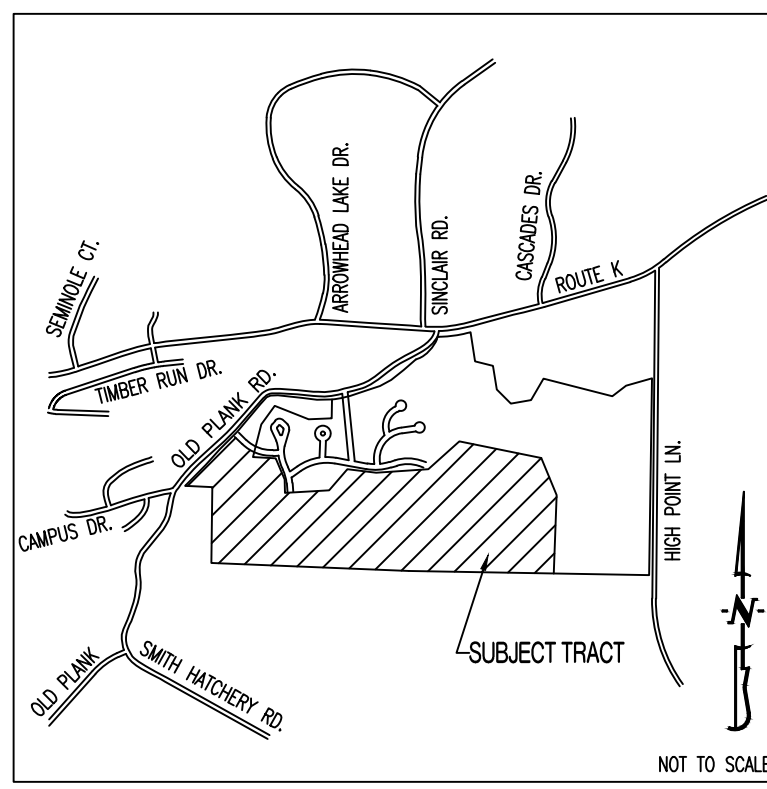 ARROWHEAD LAKE DR.
SINCLAIR RD.
CASCADES DR.
ROUTE K
SEMINOLE CT.
TIMBER RUN DR.
OLD PLANK RD.
CAMPUS DR.
HIGH POINT LN.
N
SUBJECT TRACT
OLD PLANK
SMITH HATCHERY RD.
NOT TO SCALE